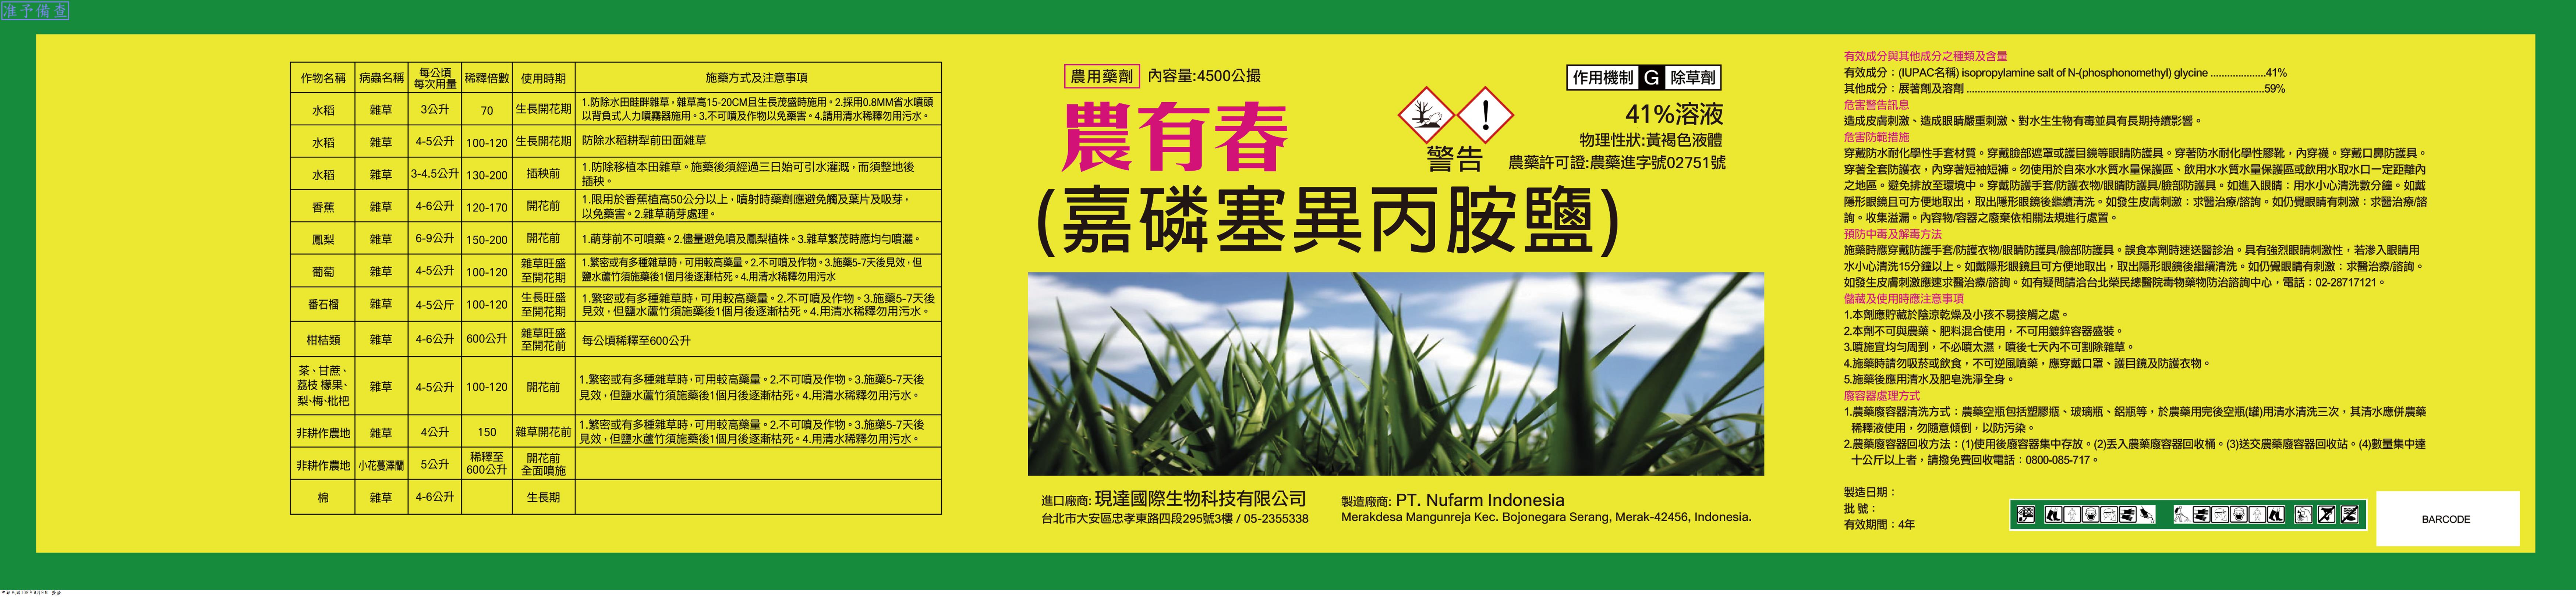 准予備查
作物名稱 病蟲名稱 每公頃每次用量 稀釋倍數 使用時期 施藥方式及注意事項
水稻 雜草 3公升 70 生長開花期 1.防除水田畦畔雜草，雜草高15-20CM且生長茂盛時施用。2.採用0.8MM省水噴頭
以背負式人力噴霧器施用。3.不可噴及作物以免藥害。4.請用清水稀釋勿用污水。
水稻 雜草 4-5公升 100-120 生長開花期 防除水稻耕犁前田面雜草
水稻 雜草 3-4.5公升 130-200 插秧前 1.防除移植本田雜草。施藥後須經過三日始可引水灌溉，而須整地後
插秧。
香蕉 雜草 4-6公升 120-170 開花前 1.限用於香蕉植高50公分以上，噴射時藥劑應避免觸及葉片及吸芽，
以免藥害。2.雜草萌芽處理。
鳳梨 雜草 6-9公升 150-200 開花前 1.萌芽前不可噴藥。2.儘量避免噴及鳳梨植株。3.雜草繁茂時應均勻噴灑。
葡萄 雜草 4-5公升 100-120 雜草旺盛至開花期 1.繁密或有多種雜草時，可用較高藥量。2.不可噴及作物。3.施藥5-7天後見效，但
鹽水蘆竹須施藥後1個月後逐漸枯死。4.用清水稀釋勿用污水
番石榴 雜草 4-5公斤 100-120 生長旺盛至開花期 1.繁密或有多種雜草時，可用較高藥量。2.不可噴及作物。3.施藥5-7天後
見效，但鹽水蘆竹須施藥後1個月後逐漸枯死。4.用清水稀釋勿用污水。
柑桔類 雜草 4-6公升 600公升 雜草旺盛至開花前 每公頃稀釋至600公升
茶、甘蔗、
荔枝 檬果、
梨、梅、枇杷 雜草 4-5公升 100-120 開花前 1.繁密或有多種雜草時，可用較高藥量。2.不可噴及作物。3.施藥5-7天後
見效，但鹽水蘆竹須施藥後1個月後逐漸枯死。4.用清水稀釋勿用污水。
非耕作農地 雜草 4公升 150 雜草開花前 1.繁密或有多種雜草時，可用較高藥量。2.不可噴及作物。3.施藥5-7天後
見效，但鹽水蘆竹須施藥後1個月後逐漸枯死。4.用清水稀釋勿用污水。
非耕作農地 小花蔓澤蘭 5公升 稀釋至600公升 開花前全面噴施
棉 雜草 4-6公升 生長期
農用藥劑 內容量:4500公撮
農有春
警告
作用機制 G 除草劑
41%溶液
物理性狀:黃褐色液體
農藥許可證:農藥進字號02751號
(嘉磷塞異丙胺鹽)
進口廠商: 現達國際生物科技有限公司
台北市大安區忠孝東路四段295號3樓 / 05-2355338
製造廠商: PT. Nufarm Indonesia
Merakdesa Mangunreja Kec. Bojonegara Serang, Merak-42456, Indonesia.
有效成分與其他成分之種類及含量
有效成分：(IUPAC名稱) isopropylamine salt of N-(phosphonomethyl) glycine ....................41%
其他成分：展著劑及溶劑 ....................59%
危害警告訊息
造成皮膚刺激、造成眼睛嚴重刺激、對水生生物有毒並具有長期持續影響。
危害防範措施
穿戴防水耐化學性手套材質。穿戴臉部遮罩或護目鏡等眼睛防護具。穿著防水耐化學性膠靴，內穿襪。穿戴口鼻防護具。
穿著全套防護衣，內穿著短袖短褲。勿使用於自來水水質水量保護區、飲用水水質水量保護區或飲用水取水口一定距離內
之地區。避免排放至環境中。穿戴防護手套/防護衣物/眼睛防護具/臉部防護具。如進入眼睛：用水小心清洗數分鐘。如戴
隱形眼鏡且可方便地取出，取出隱形眼鏡後繼續清洗。如發生皮膚刺激：求醫治療/諮詢。如仍覺眼睛有刺激：求醫治療/諮
詢。收集溢漏。內容物/容器之廢棄依相關法規進行處置。
預防中毒及解毒方法
施藥時應穿戴防護手套/防護衣物/眼睛防護具/臉部防護具。誤食本劑時速送醫診治。具有強烈眼睛刺激性，若滲入眼睛用
水小心清洗15分鐘以上。如戴隱形眼鏡且可方便地取出，取出隱形眼鏡後繼續清洗。如仍覺眼睛有刺激：求醫治療/諮詢。
如發生皮膚刺激應速求醫治療/諮詢。如有疑問請洽台北榮民總醫院毒物藥物防治諮詢中心，電話：02-28717121。
儲藏及使用時應注意事項
1.本劑應貯藏於陰涼乾燥及小孩不易接觸之處。
2.本劑不可與農藥、肥料混合使用，不可用鍍鋅容器盛裝。
3.噴施宜均勻周到，不必噴太濕，噴後七天內不可割除雜草。
4.施藥時請勿吸菸或飲食，不可逆風噴藥，應穿戴口罩、護目鏡及防護衣物。
5.施藥後應用清水及肥皂洗淨全身。
廢容器處理方式
1.農藥廢容器清洗方式：農藥空瓶包括塑膠瓶、玻璃瓶、鋁瓶等，於農藥用完後空瓶(罐)用清水清洗三次，其清水應併農藥
稀釋液使用，勿隨意傾倒，以防污染。
2.農藥廢容器回收方法：(1)使用後廢容器集中存放。(2)丟入農藥廢容器回收桶。(3)送交農藥廢容器回收站。(4)數量集中達
十公斤以上者，請撥免費回收電話：0800-085-717。
製造日期：
批 號：
有效期間：4年
BARCODE